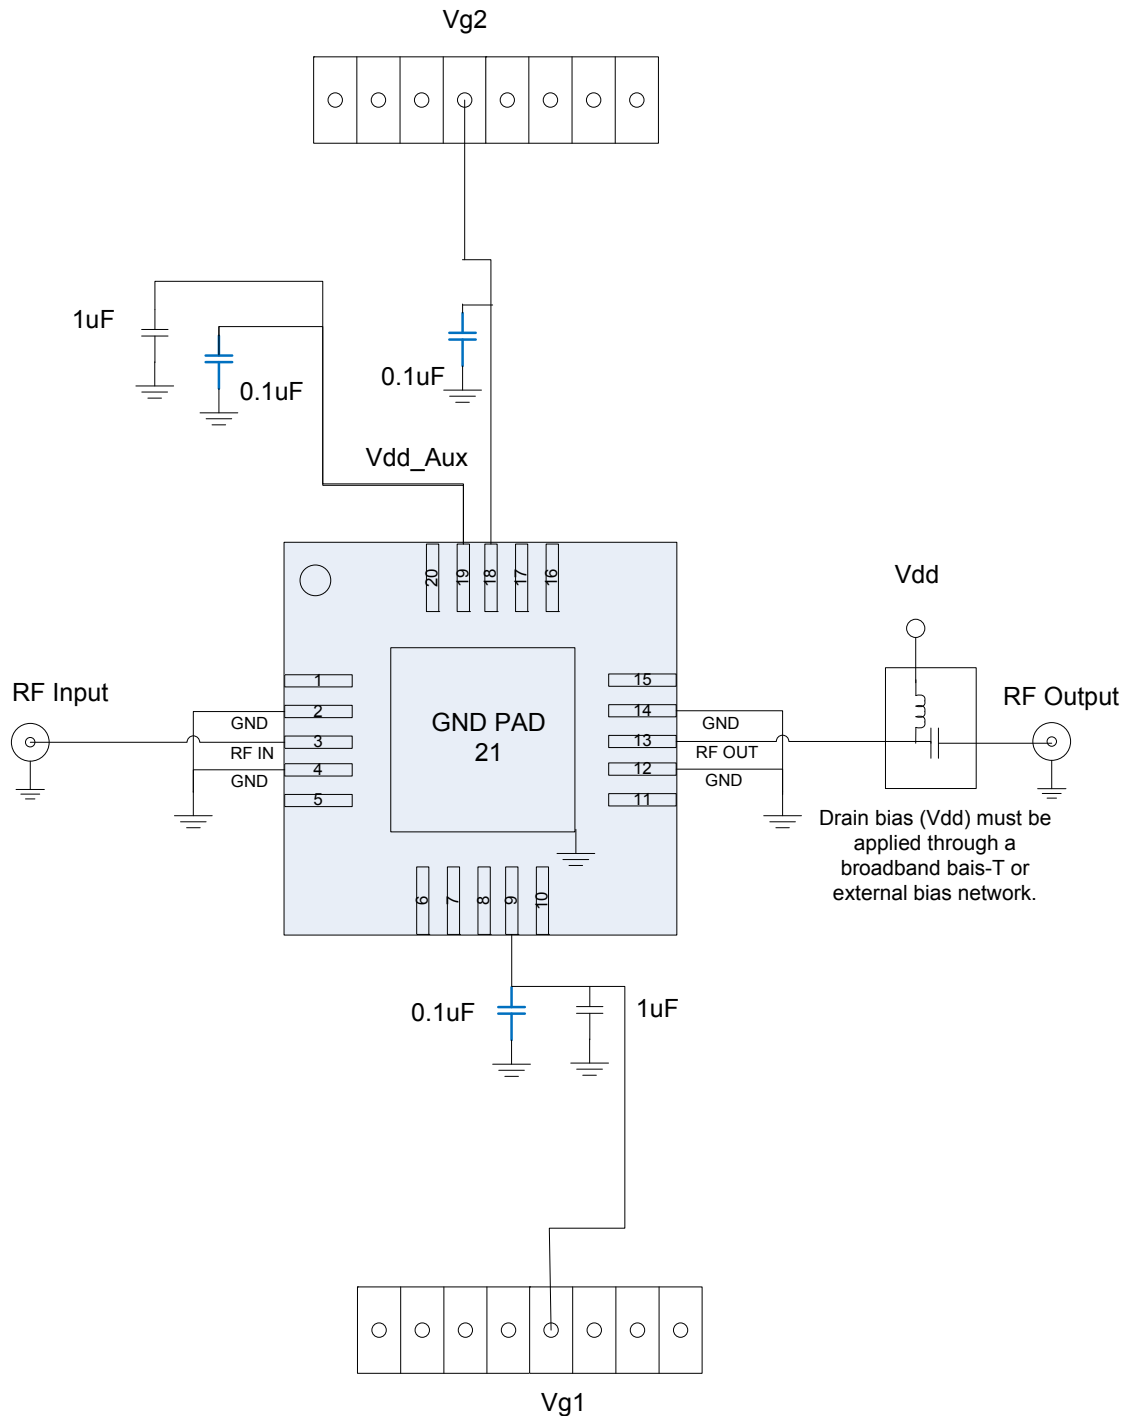 Vg2
1uF
0.1uF
0.1uF
Vdd_Aux
20
19
18
17
16
Vdd
RF Input
RF Output
1
2
3
4
5
GND
RF IN
GND
GND PAD
21
15
14
13
12
11
GND
RF OUT
GND
Drain bias (Vdd) must be
applied through a
broadband bais-T or
external bias network.
6
7
8
9
10
0.1uF
1uF
Vg1